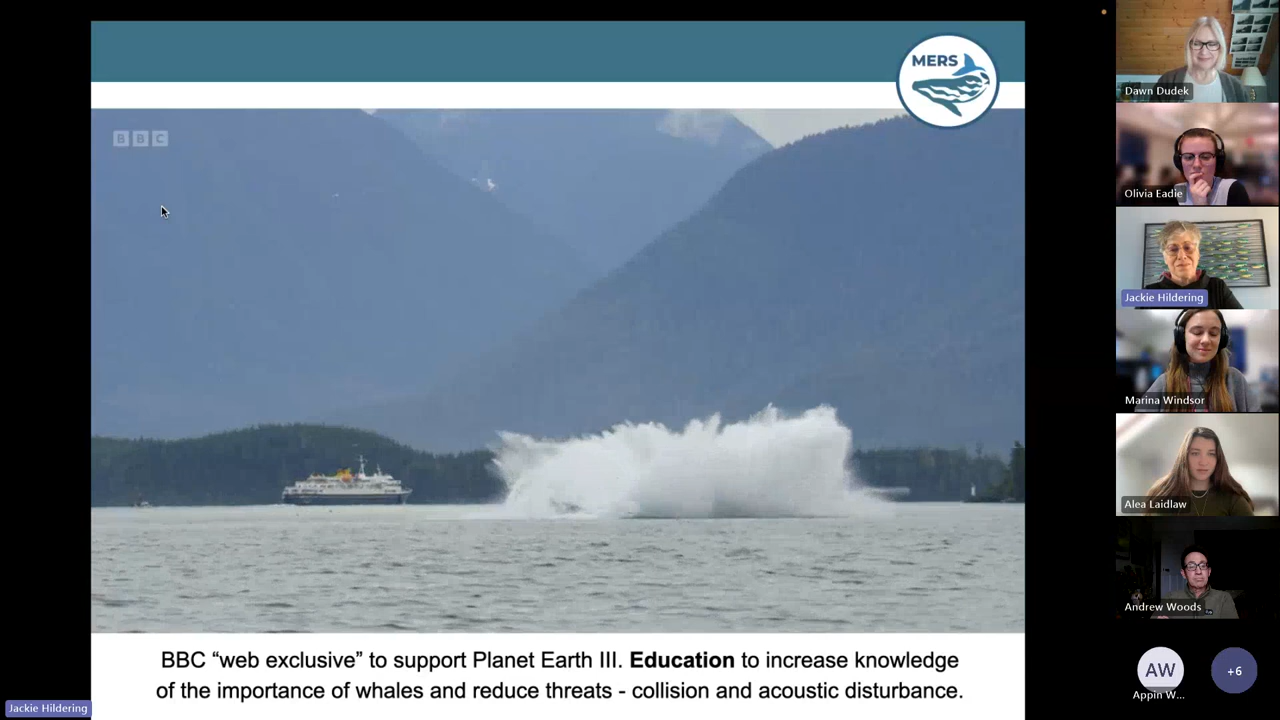 MERS
BBC
BBC “web exclusive” to support Planet Earth III. Education to increase knowledge
of the importance of whales and reduce threats - collision and acoustic disturbance.
Jackie Hildering
Dawn Dudek
Olivia Eadie
Jackie Hildering
Marina Windsor
Alea Laidlaw
Andrew Woods
AW
+6
Appin W...